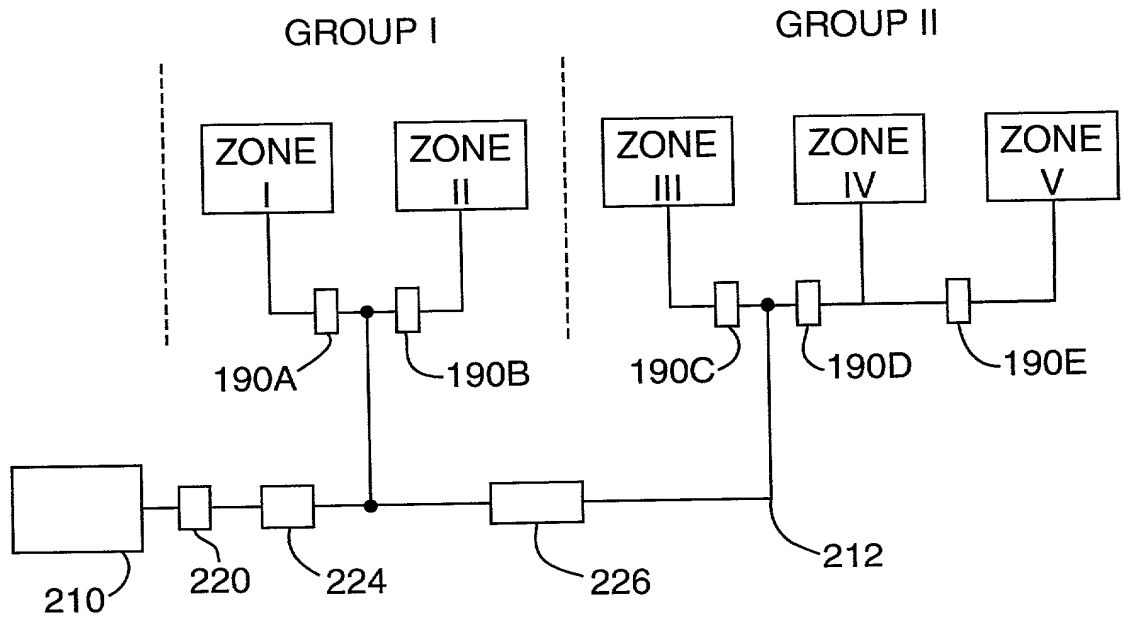 GROUP I
GROUP II
ZONE
I
ZONE
II
ZONE
III
ZONE
IV
ZONE
V
190A
190B
190C
190D
190E
210
220
224
226
212